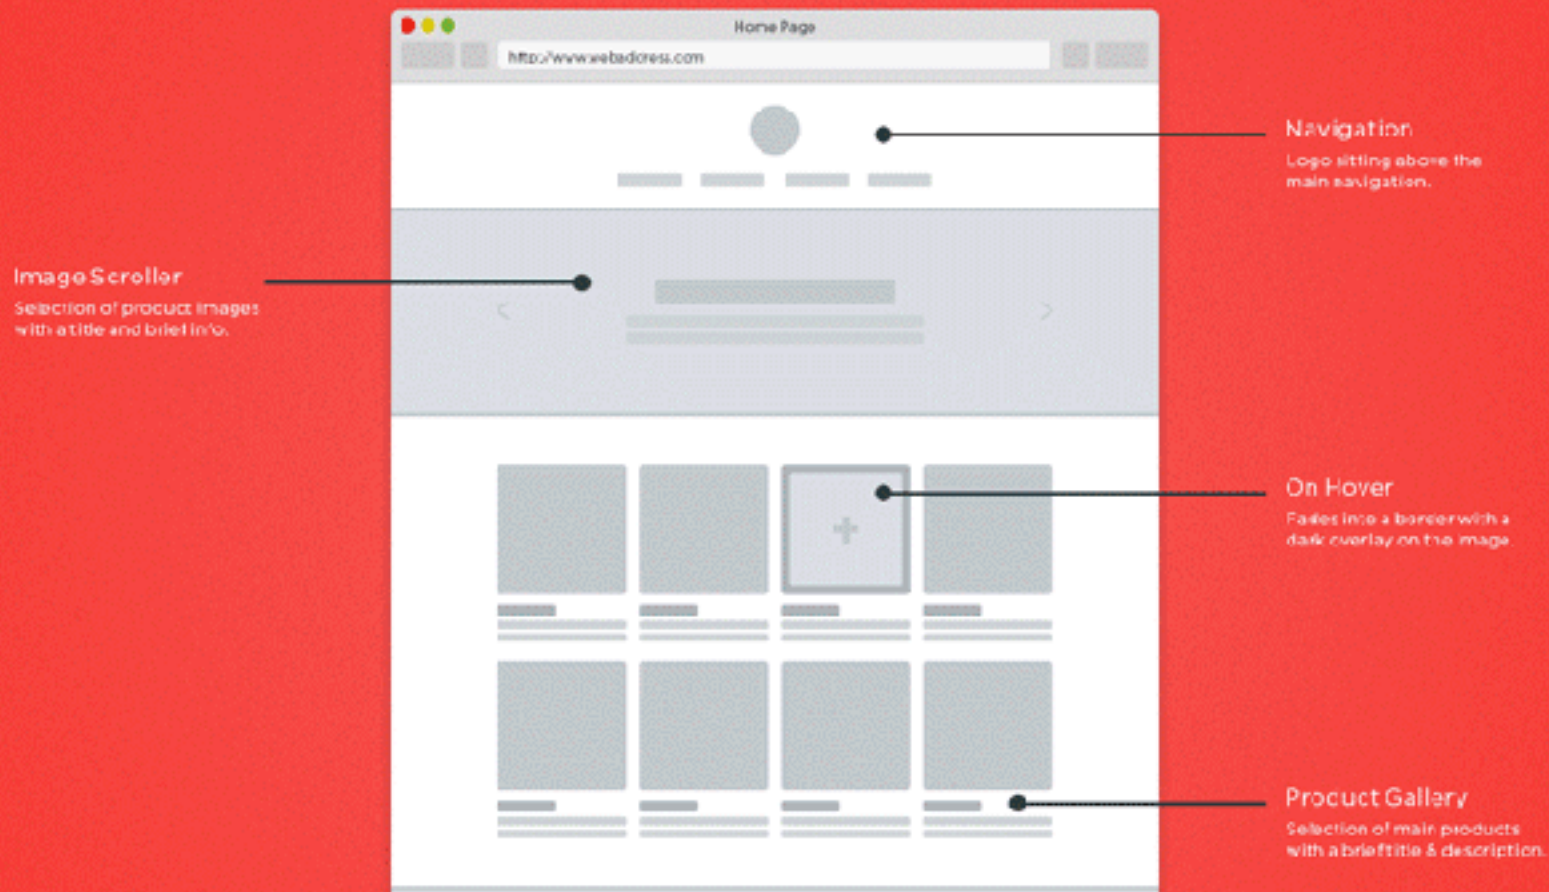 Home Page
http://www.webaddress.com
Navigation
Logo sitting above the
main navigation.
Image Scroller
Selection of product images
with a title and brief info.
On Hover
Fades into a border with a
dark overlay on the image.
Product Gallery
Selection of main products
with a brief title & description.